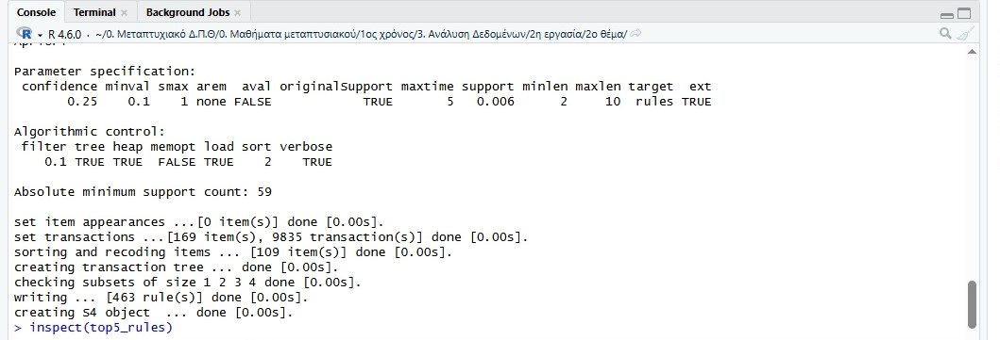 Console Terminal Background Jobs
R 4.6.0 · ~/0. Μεταπτυχιακό Δ.Π.Θ/0. Μαθήματα μεταπτυσιακού/1ος χρόνος/3. Ανάλυση Δεδομένων/2η εργασία/2ο θέμα/
Parameter specification:
confidence minval smax arem aval originalSupport maxtime support minlen maxlen target ext
0.25 0.1 1 none FALSE TRUE 5 0.006 2 10 rules TRUE
Algorithmic control:
filter tree heap memopt load sort verbose
0.1 TRUE TRUE FALSE TRUE 2 TRUE
Absolute minimum support count: 59
set item appearances ...[0 item(s)] done [0.00s].
set transactions ...[169 item(s), 9835 transaction(s)] done [0.00s].
sorting and recoding items ... [109 item(s)] done [0.00s].
creating transaction tree ... done [0.00s].
checking subsets of size 1 2 3 4 done [0.00s].
writing ... [463 rule(s)] done [0.00s].
creating S4 object ... done [0.00s].
> inspect(top5_rules)